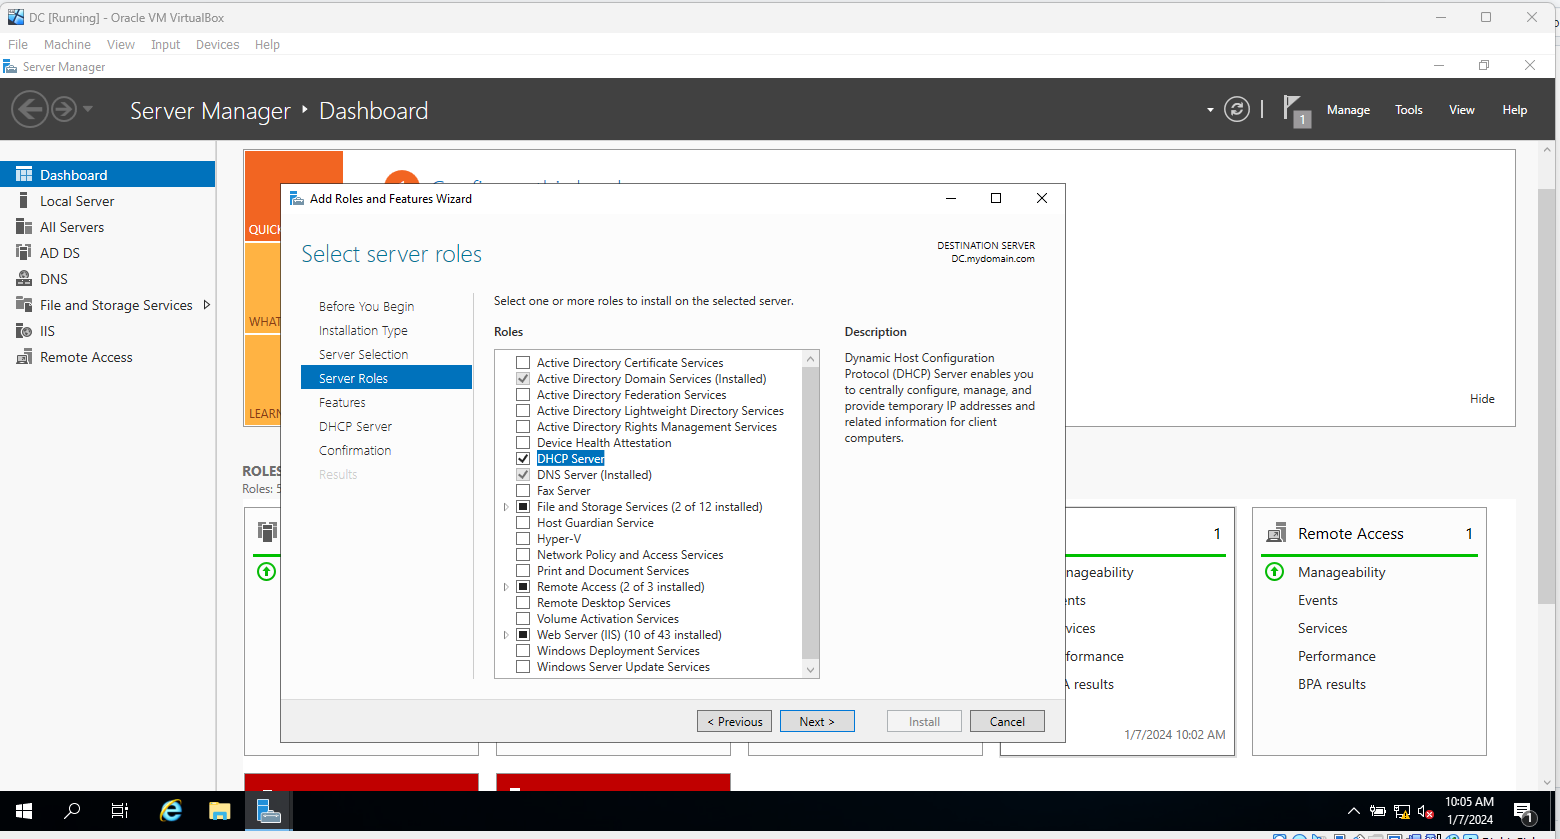 DC [Running] - Oracle VM VirtualBox
File Machine View Input Devices Help
Server Manager
Server Manager Dashboard
1
Manage Tools View Help
Dashboard
Local Server
All Servers
AD DS
DNS
File and Storage Services
IIS
Remote Access
QUICK
WHAT
LEARN
Hide
ROLES
Roles: 5
Add Roles and Features Wizard
Select server roles
DESTINATION SERVER
DC.mydomain.com
Before You Begin
Installation Type
Server Selection
Server Roles
Features
DHCP Server
Confirmation
Results
Select one or more roles to install on the selected server.
Roles
Active Directory Certificate Services
Active Directory Domain Services (Installed)
Active Directory Federation Services
Active Directory Lightweight Directory Services
Active Directory Rights Management Services
Device Health Attestation
DHCP Server
DNS Server (Installed)
Fax Server
File and Storage Services (2 of 12 installed)
Host Guardian Service
Hyper-V
Network Policy and Access Services
Print and Document Services
Remote Access (2 of 3 installed)
Remote Desktop Services
Volume Activation Services
Web Server (IIS) (10 of 43 installed)
Windows Deployment Services
Windows Server Update Services
Description
Dynamic Host Configuration
Protocol (DHCP) Server enables you
to centrally configure, manage, and
provide temporary IP addresses and
related information for client
computers.
< Previous
Next >
Install
Cancel
1
nageability
ents
vices
formance
A results
1/7/2024 10:02 AM
Remote Access 1
Manageability
Events
Services
Performance
BPA results
10:05 AM
1/7/2024
1